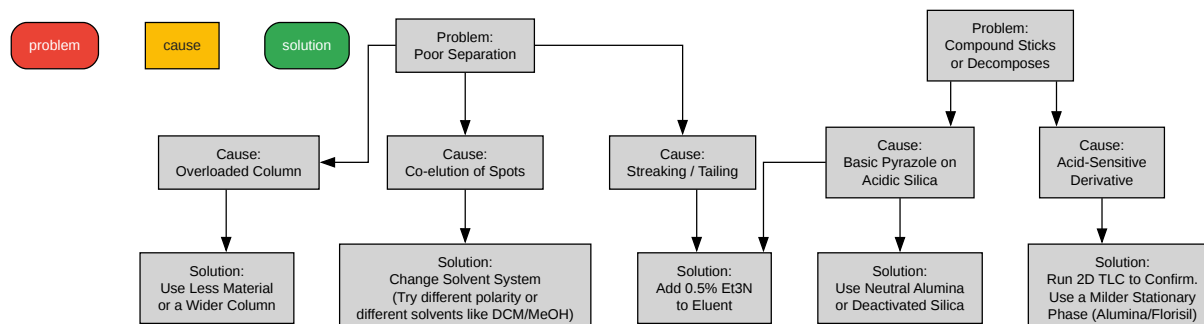 problem
cause
solution
Problem:
Poor Separation
Problem:
Compound Sticks
or Decomposes
Cause:
Overloaded Column
Cause:
Co-elution of Spots
Cause:
Streaking / Tailing
Cause:
Basic Pyrazole on
Acidic Silica
Cause:
Acid-Sensitive
Derivative
Solution:
Use Less Material
or a Wider Column
Solution:
Change Solvent System
(Try different polarity or
different solvents like DCM/MeOH)
Solution:
Add 0.5% Et3N
to Eluent
Solution:
Use Neutral Alumina
or Deactivated Silica
Solution:
Run 2D TLC to Confirm.
Use a Milder Stationary
Phase (Alumina/Florisil)